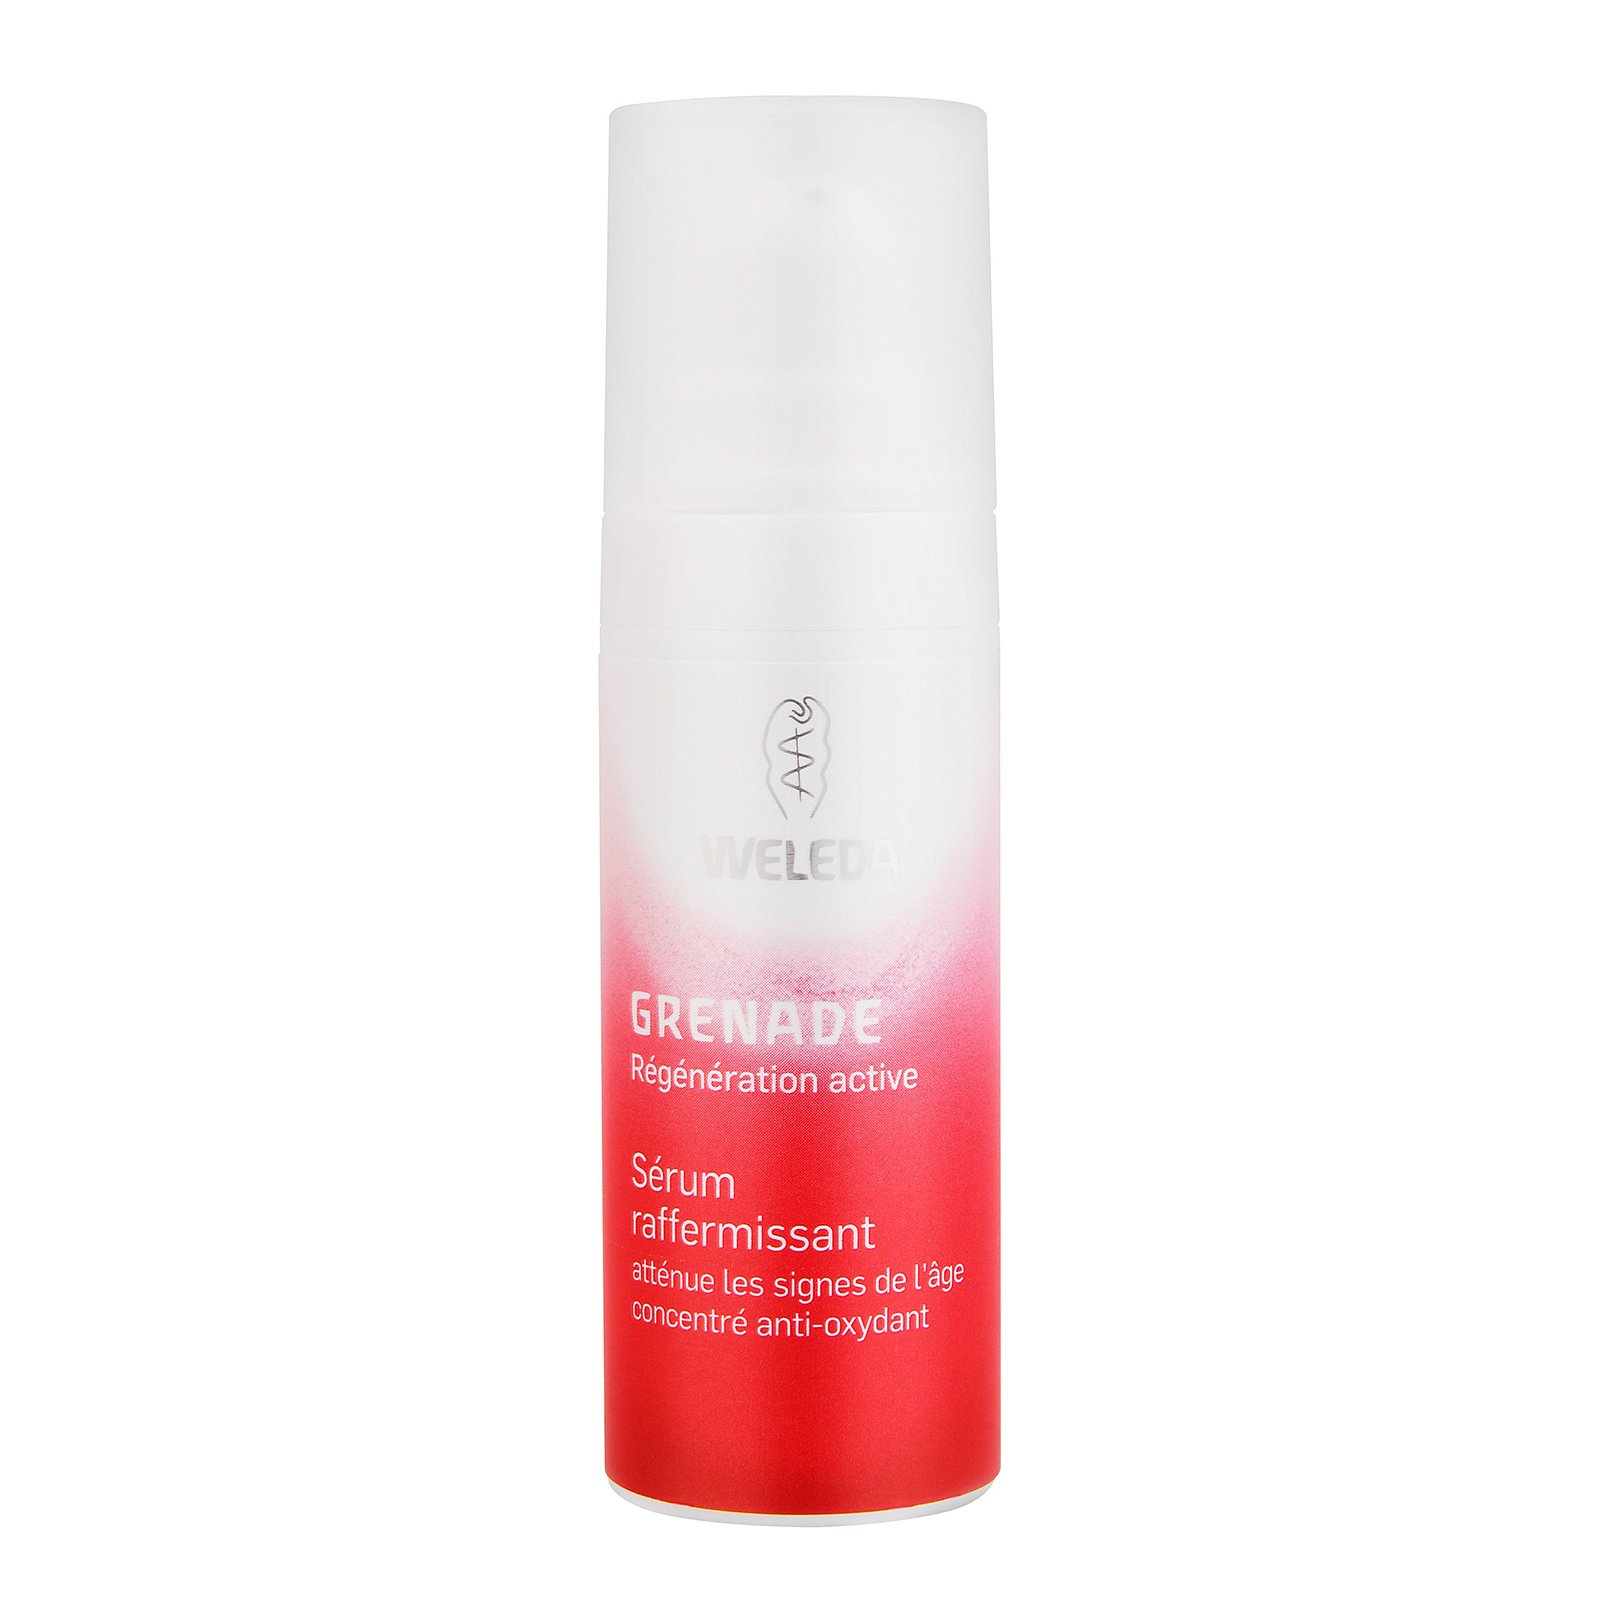 WELEDA
GRENADE
Régénération active
Sérum
raffermissant
atténue les signes de l'âge
concentré anti-oxydant